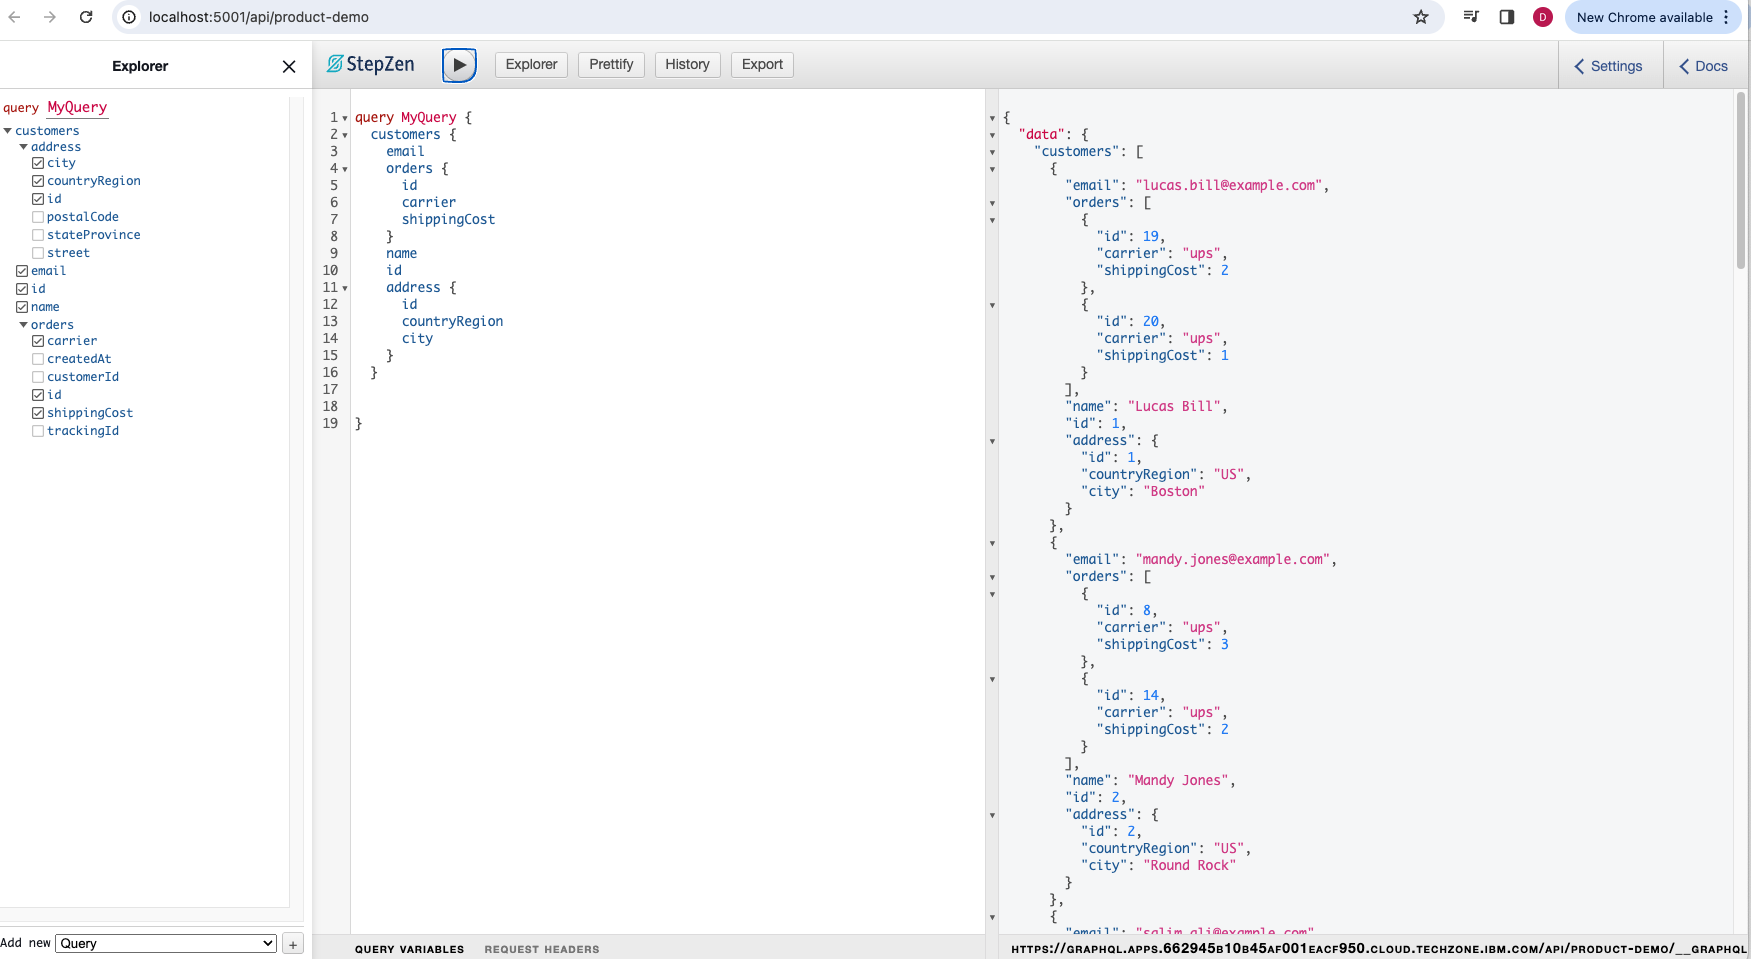 localhost:5001/api/product-demo
D
New Chrome available
Explorer
StepZen
Explorer
Prettify
History
Export
Settings
Docs
query MyQuery
customers
address
city
countryRegion
id
postalCode
stateProvince
street
email
id
name
orders
carrier
createdAt
customerId
id
shippingCost
trackingId
Add new Query +
1 query MyQuery {
2 customers {
3 email
4 orders {
5 id
6 carrier
7 shippingCost
8 }
9 name
10 id
11 address {
12 id
13 countryRegion
14 city
15 }
16 }
17
18
19 }
QUERY VARIABLES REQUEST HEADERS
{
"data": {
"customers": [
{
"email": "lucas.bill@example.com",
"orders": [
{
"id": 19,
"carrier": "ups",
"shippingCost": 2
},
{
"id": 20,
"carrier": "ups",
"shippingCost": 1
}
],
"name": "Lucas Bill",
"id": 1,
"address": {
"id": 1,
"countryRegion": "US",
"city": "Boston"
}
},
{
"email": "mandy.jones@example.com",
"orders": [
{
"id": 8,
"carrier": "ups",
"shippingCost": 3
},
{
"id": 14,
"carrier": "ups",
"shippingCost": 2
}
],
"name": "Mandy Jones",
"id": 2,
"address": {
"id": 2,
"countryRegion": "US",
"city": "Round Rock"
}
},
{
"email": "salim.ali@example.com"
HTTPS://GRAPHQL.APPS.662945B10B45AF001EACF950.CLOUD.TECHZONE.IBM.COM/API/PRODUCT-DEMO/__GRAPHQL